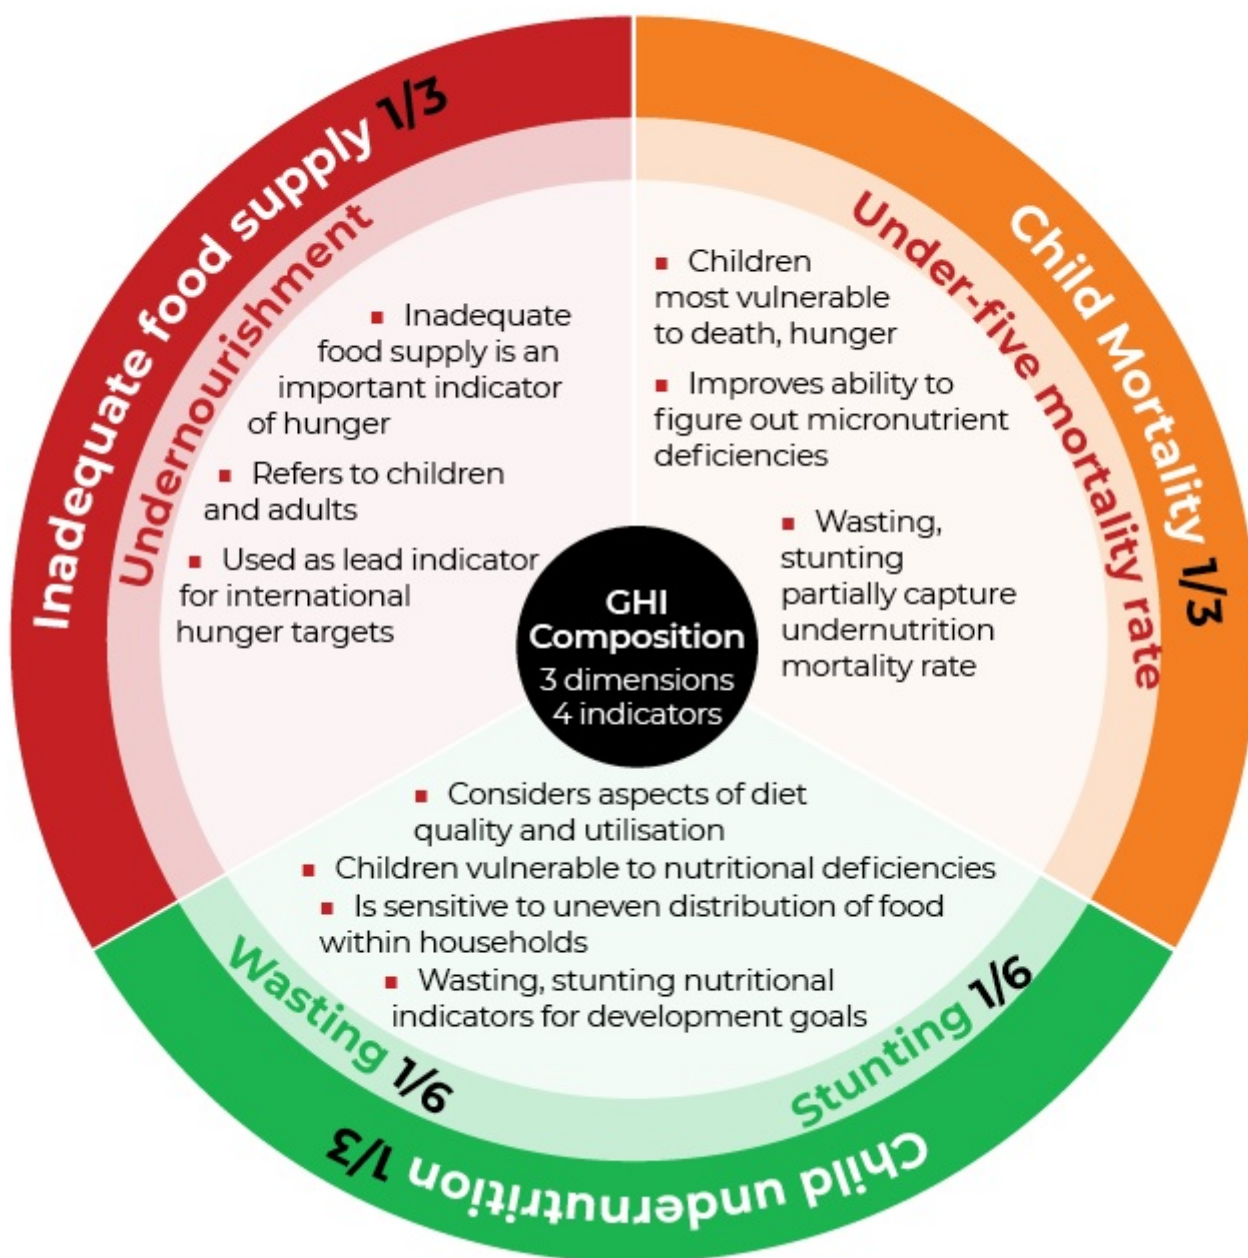 Inadequate food supply 1/3
Undernourishment
■ Inadequate
food supply is an
important indicator
of hunger
■ Refers to children
and adults
■ Used as lead indicator
for international
hunger targets
Child Mortality 1/3
Under-five mortality rate
■ Children
most vulnerable
to death, hunger
■ Improves ability to
figure out micronutrient
deficiencies
■ Wasting,
stunting
partially capture
undernutrition
mortality rate
GHI
Composition
3 dimensions
4 indicators
■ Considers aspects of diet
quality and utilisation
■ Children vulnerable to nutritional deficiencies
■ Is sensitive to uneven distribution of food
within households
■ Wasting, stunting nutritional
indicators for development goals
Wasting 1/6
Stunting 1/6
Child undernutrition 1/3